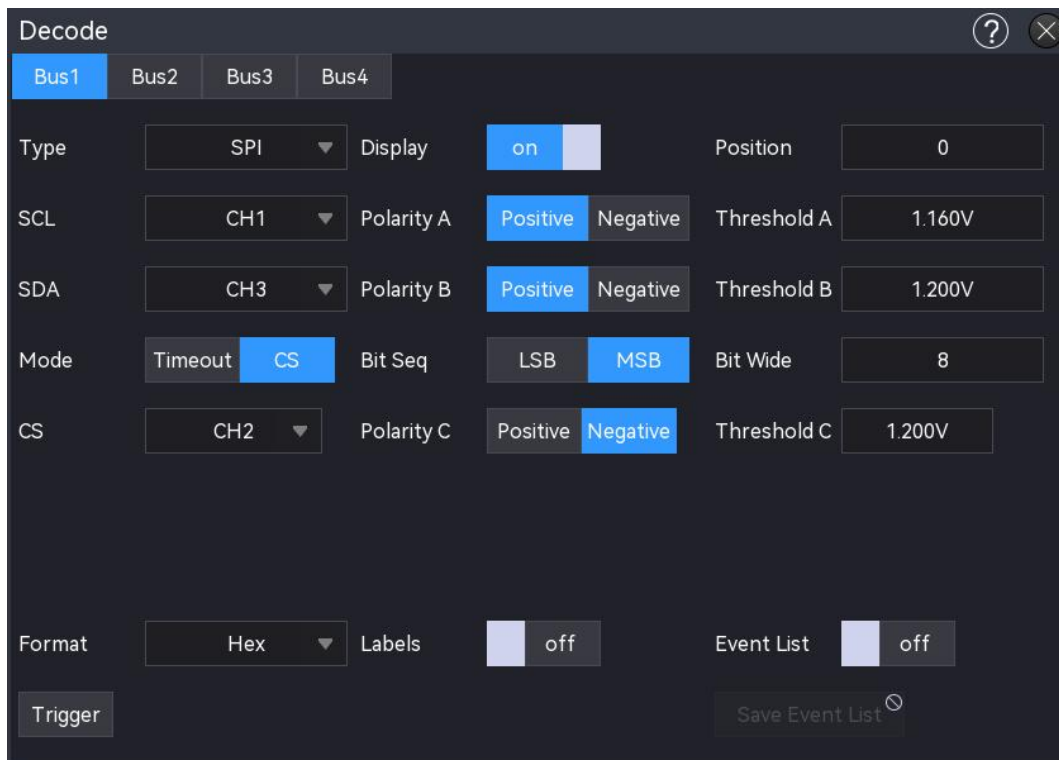 Decode ?
Bus1 Bus2 Bus3 Bus4
Type SPI Display on Position 0
SCL CH1 Polarity A Positive Negative Threshold A 1.160V
SDA CH3 Polarity B Positive Negative Threshold B 1.200V
Mode Timeout CS Bit Seq LSB MSB Bit Wide 8
CS CH2 Polarity C Positive Negative Threshold C 1.200V
Format Hex Labels off Event List off
Trigger Save Event List